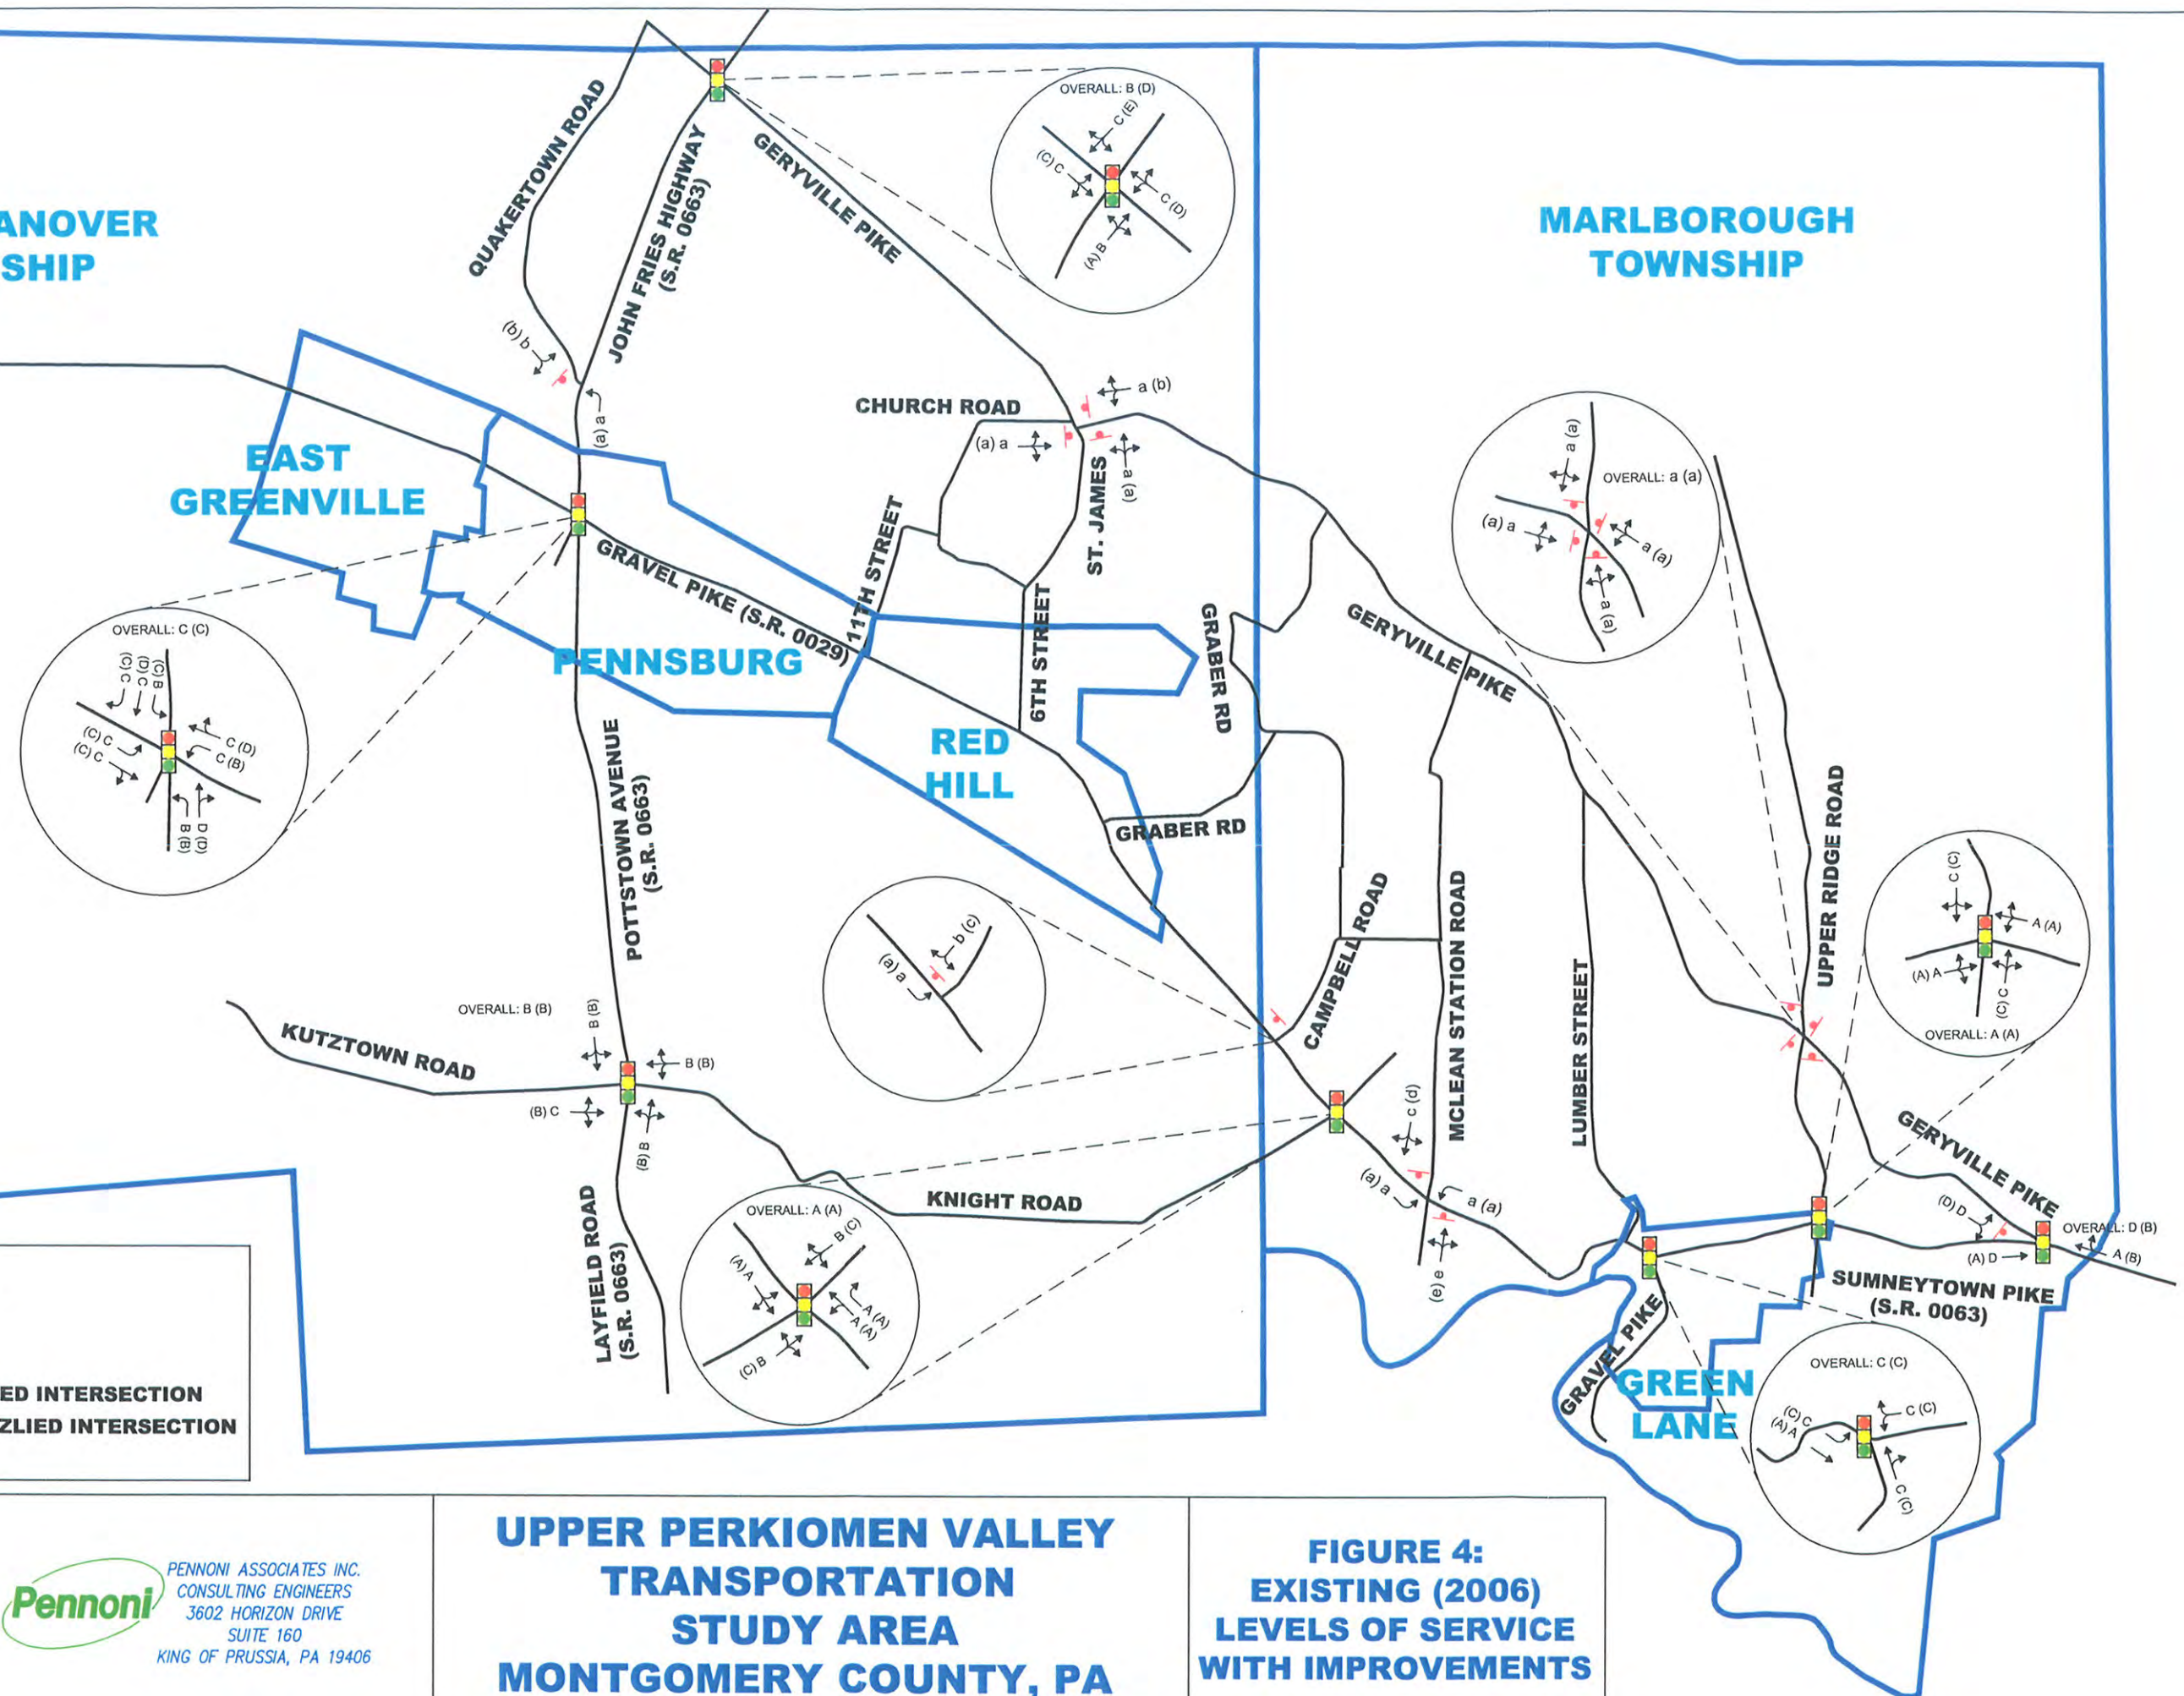 OVERALL: B (D)
C (E)
(C) C
C (D)
(A) B
QUAKERTOWN ROAD
JOHN FRIES HIGHWAY
(S.R. 0663)
GERYVILLE PIKE
ANOVER
SHIP
MARLBOROUGH
TOWNSHIP
(b) b
(a) a
CHURCH ROAD
a (b)
(a) a
a (a)
ST. JAMES
EAST
GREENVILLE
a (a)
OVERALL: a (a)
(a) a
a (a)
a (a)
GRAVEL PIKE (S.R. 0029)
11TH STREET
6TH STREET
GRABER RD
GERYVILLE PIKE
PENNSBURG
OVERALL: C (C)
(C) C
(D) C
(C) B
(C) C
(C) C
C (D)
C (B)
B (B)
D (D)
RED
HILL
GRABER RD
POTTSTOWN AVENUE
(S.R. 0663)
UPPER RIDGE ROAD
C (C)
A (A)
(A) A
(C) C
OVERALL: A (A)
b (c)
(a) a
CAMPBELL ROAD
MCLEAN STATION ROAD
LUMBER STREET
OVERALL: B (B)
B (B)
B (B)
(B) C
(B) B
KUTZTOWN ROAD
c (d)
(a) a
a (a)
(e) e
GERYVILLE PIKE
(D) D
OVERALL: D (B)
(A) D
A (B)
KNIGHT ROAD
LAYFIELD ROAD
(S.R. 0663)
OVERALL: A (A)
B (C)
(A) A
A (A)
A (A)
(C) B
SUMNEYTOWN PIKE
(S.R. 0063)
GRAVEL PIKE
GREEN
LANE
OVERALL: C (C)
(C) C
(A) A
C (C)
C (C)
ED INTERSECTION
ZLIED INTERSECTION
Pennoni
PENNONI ASSOCIATES INC.
CONSULTING ENGINEERS
3602 HORIZON DRIVE
SUITE 160
KING OF PRUSSIA, PA 19406
UPPER PERKIOMEN VALLEY
TRANSPORTATION
STUDY AREA
MONTGOMERY COUNTY, PA
FIGURE 4:
EXISTING (2006)
LEVELS OF SERVICE
WITH IMPROVEMENTS